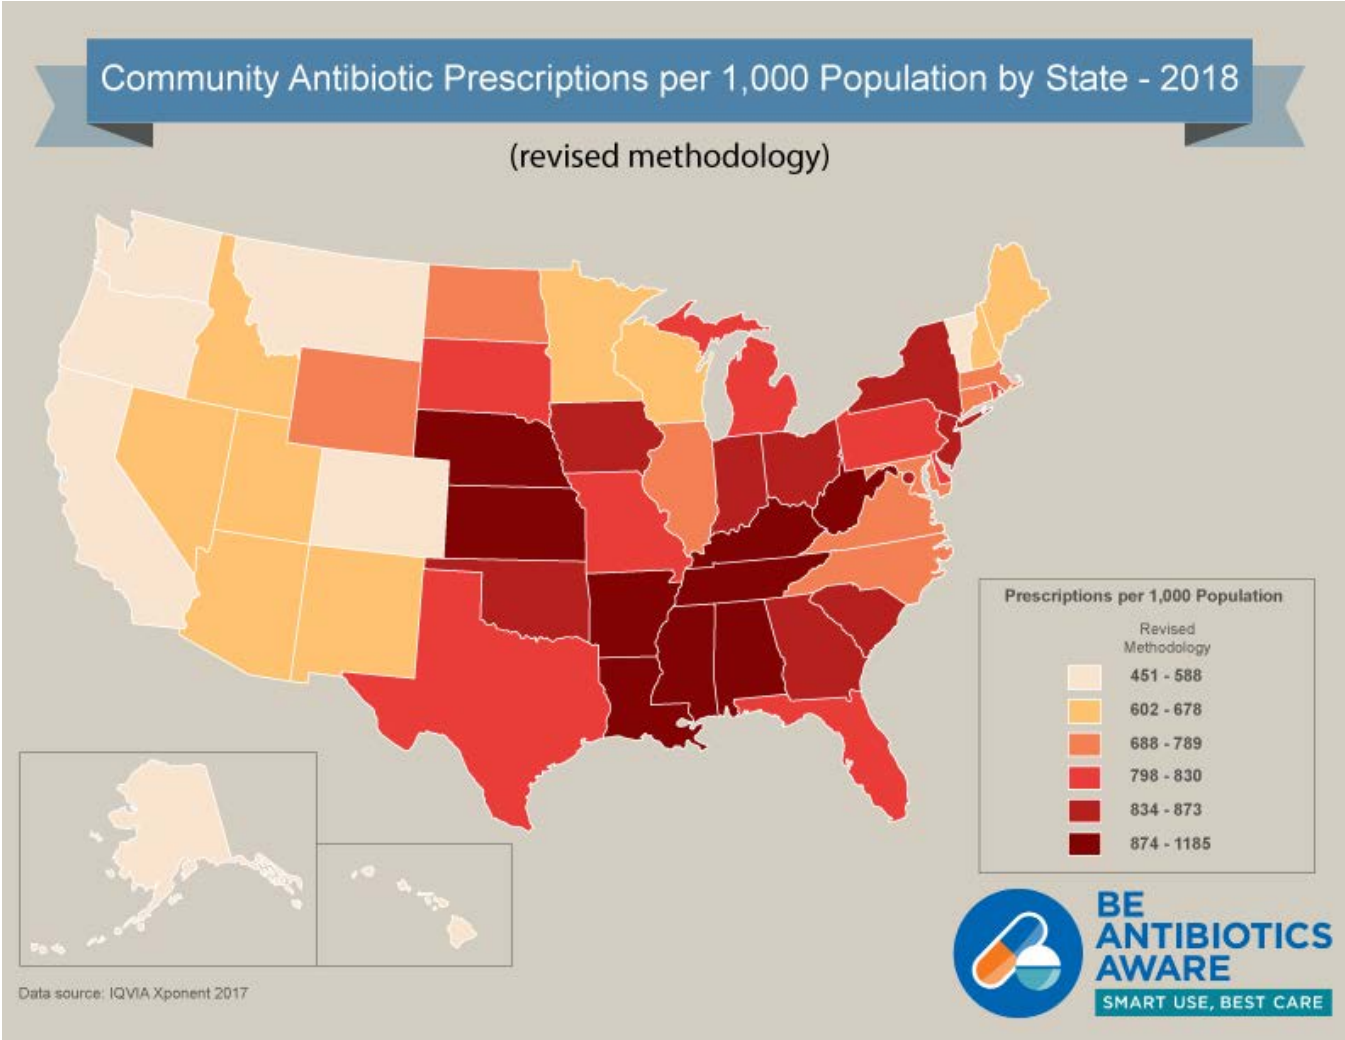 Community Antibiotic Prescriptions per 1,000 Population by State - 2018
(revised methodology)
Prescriptions per 1,000 Population
Revised
Methodology
451 - 588
602 - 678
688 - 789
798 - 830
834 - 873
874 - 1185
BE
ANTIBIOTICS
AWARE
SMART USE, BEST CARE
Data source: IQVIA Xponent 2017